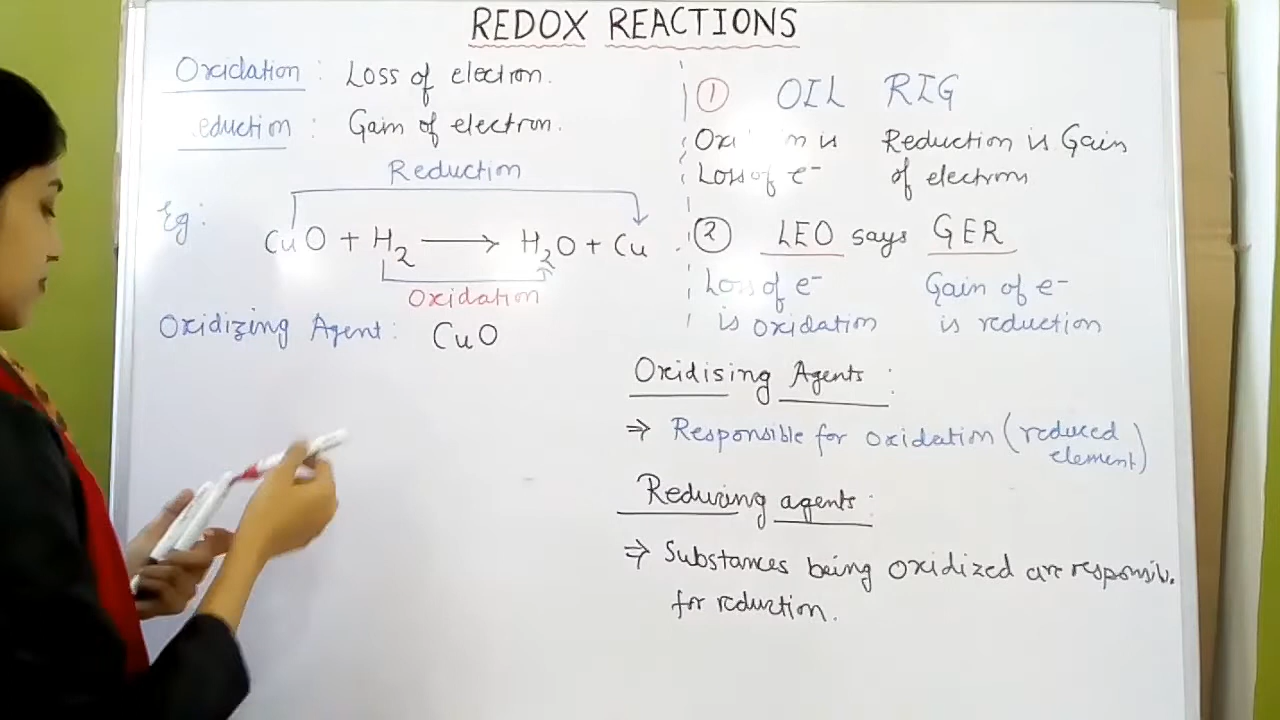 REDOX REACTIONS
Oxidation : Loss of electron.
eduction : Gain of electron.
Reduction
Eg:
CuO + H2 → H2O + Cu
Oxidation
Oxidizing Agent: CuO
① OIL RIG
Oxi n is Reduction is Gain
Loss of e- of electrons
② LEO says GER
Loss of e- Gain of e-
is oxidation is reduction
Oxidising Agents:
⇒ Responsible for oxidation (reduced
element)
Reducing agents:
⇒ Substances being oxidized are responsib.
for reduction.